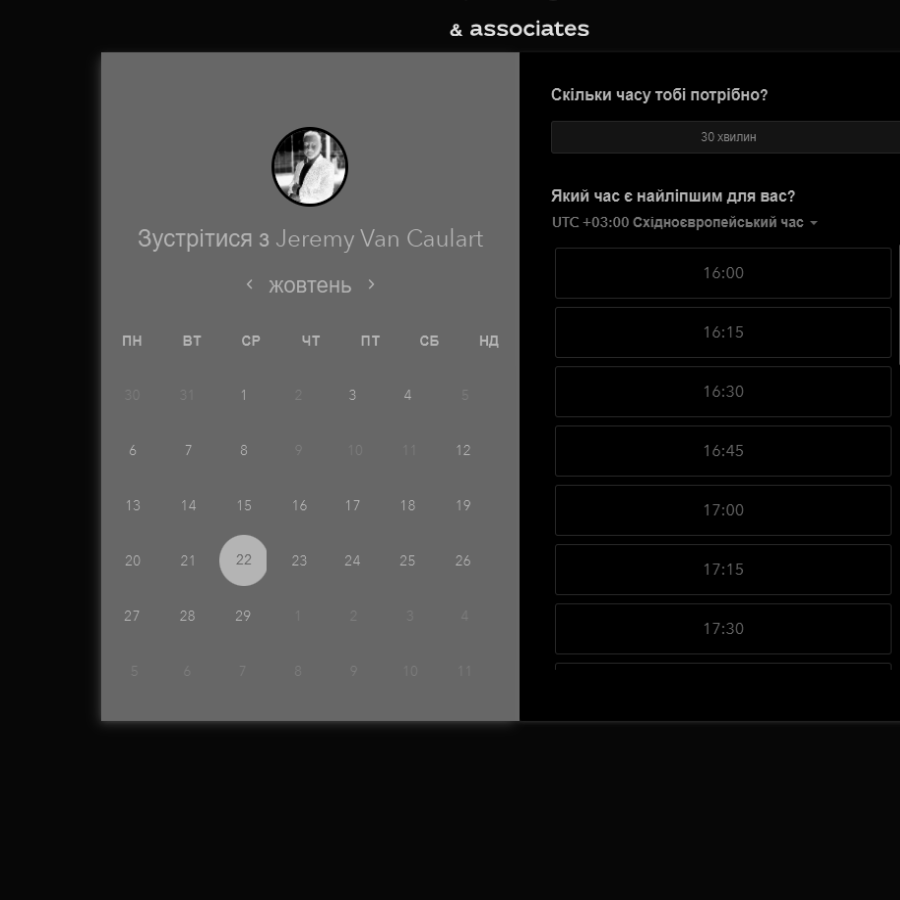 & associates
Зустрітися з Jeremy Van Caulart
жовтень
ПН ВТ СР ЧТ ПТ СБ НД
30 31 1 2 3 4 5
6 7 8 9 10 11 12
13 14 15 16 17 18 19
20 21 22 23 24 25 26
27 28 29 1 2 3 4
5 6 7 8 9 10 11
Скільки часу тобі потрібно?
30 хвилин
Який час є найліпшим для вас?
UTC +03:00 Східноєвропейський час
16:00
16:15
16:30
16:45
17:00
17:15
17:30